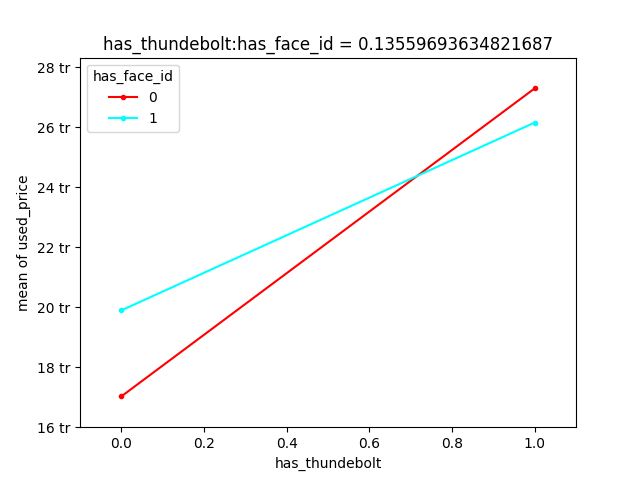 has_thundebolt:has_face_id = 0.13559693634821687
has_face_id
0
1
28 tr
26 tr
24 tr
22 tr
20 tr
18 tr
16 tr
mean of used_price
0.0 0.2 0.4 0.6 0.8 1.0
has_thundebolt